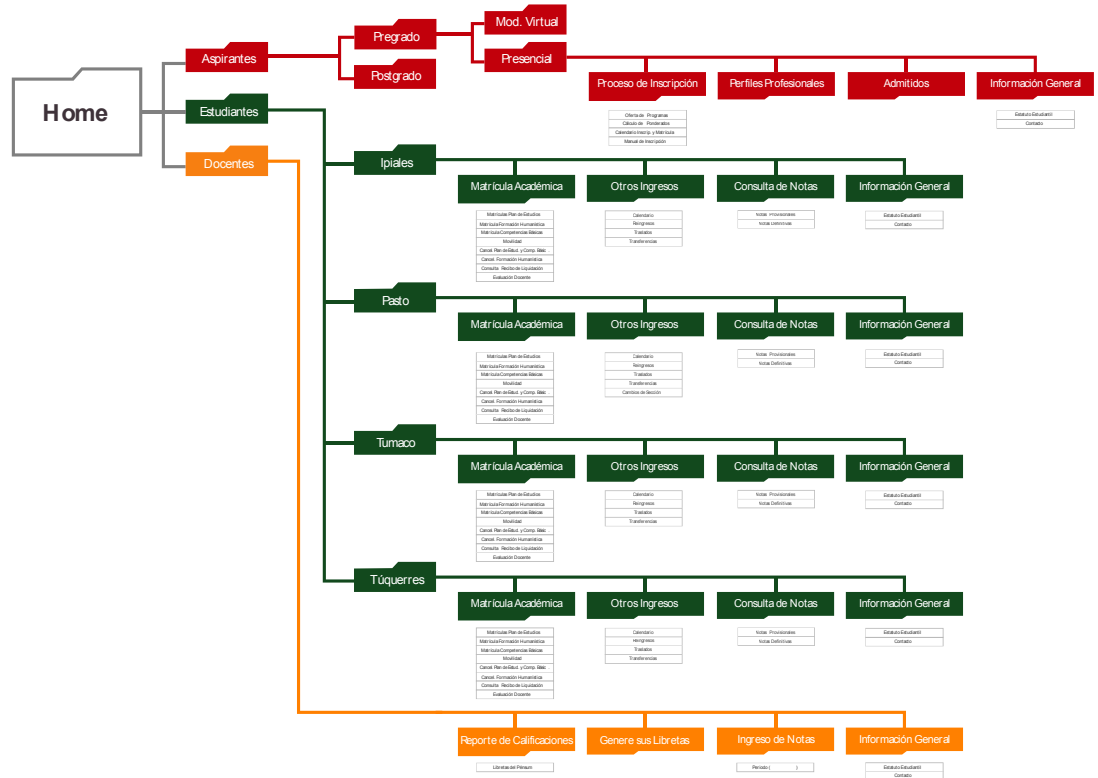 Home
Aspirantes
Pregrado
Mod. Virtual
Presencial
Postgrado
Proceso de Inscripción
Oferta de Programas
Cálculo de Ponderados
Calendario Inscrip. y Matrícula
Manual de Inscripción
Perfiles Profesionales
Admitidos
Información General
Estatuto Estudiantil
Contacto
Estudiantes
Ipiales
Matrícula Académica
Matrículas Plan de Estudios
Matrícula Formación Humanística
Matrícula Competencias Básicas
Movilidad
Cancel. Plan de Estud. y Comp. Básic .
Cancel. Formación Humanística
Consulta Recibo de Liquidación
Evaluación Docente
Otros Ingresos
Calendario
Reingresos
Traslados
Transferencias
Consulta de Notas
Notas Provisionales
Notas Definitivas
Información General
Estatuto Estudiantil
Contacto
Pasto
Matrícula Académica
Matrículas Plan de Estudios
Matrícula Formación Humanística
Matrícula Competencias Básicas
Movilidad
Cancel. Plan de Estud. y Comp. Básic .
Cancel. Formación Humanística
Consulta Recibo de Liquidación
Evaluación Docente
Otros Ingresos
Calendario
Reingresos
Traslados
Transferencias
Cambios de Sección
Consulta de Notas
Notas Provisionales
Notas Definitivas
Información General
Estatuto Estudiantil
Contacto
Tumaco
Matrícula Académica
Matrículas Plan de Estudios
Matrícula Formación Humanística
Matrícula Competencias Básicas
Movilidad
Cancel. Plan de Estud. y Comp. Básic .
Cancel. Formación Humanística
Consulta Recibo de Liquidación
Evaluación Docente
Otros Ingresos
Calendario
Reingresos
Traslados
Transferencias
Consulta de Notas
Notas Provisionales
Notas Definitivas
Información General
Estatuto Estudiantil
Contacto
Túquerres
Matrícula Académica
Matrículas Plan de Estudios
Matrícula Formación Humanística
Matrícula Competencias Básicas
Movilidad
Cancel. Plan de Estud. y Comp. Básic .
Cancel. Formación Humanística
Consulta Recibo de Liquidación
Evaluación Docente
Otros Ingresos
Calendario
Reingresos
Traslados
Transferencias
Consulta de Notas
Notas Provisionales
Notas Definitivas
Información General
Estatuto Estudiantil
Contacto
Docentes
Reporte de Calificaciones
Libretas del Pénsum
Genere sus Libretas
Ingreso de Notas
Periodo ( )
Información General
Estatuto Estudiantil
Contacto